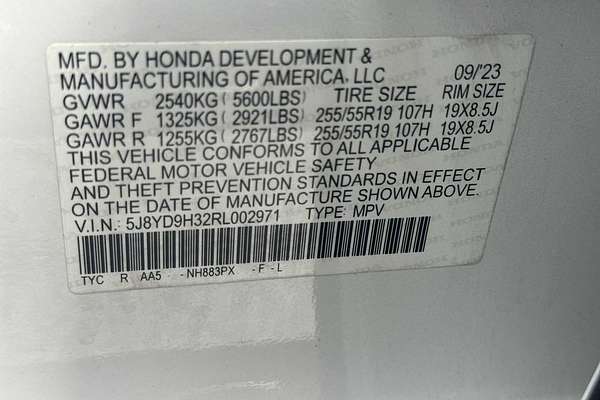 MFD. BY HONDA DEVELOPMENT &
MANUFACTURING OF AMERICA, LLC 09/'23
GVWR 2540KG ( 5600LBS) TIRE SIZE RIM SIZE
GAWR F 1325KG ( 2921LBS) 255/55R19 107H 19X8.5J
GAWR R 1255KG ( 2767LBS) 255/55R19 107H 19X8.5J
THIS VEHICLE CONFORMS TO ALL APPLICABLE
FEDERAL MOTOR VEHICLE SAFETY
AND THEFT PREVENTION STANDARDS IN EFFECT
ON THE DATE OF MANUFACTURE SHOWN ABOVE.
V.I.N.: 5J8YD9H32RL002971 TYPE: MPV
TYC R AA5 -NH883PX -F-L